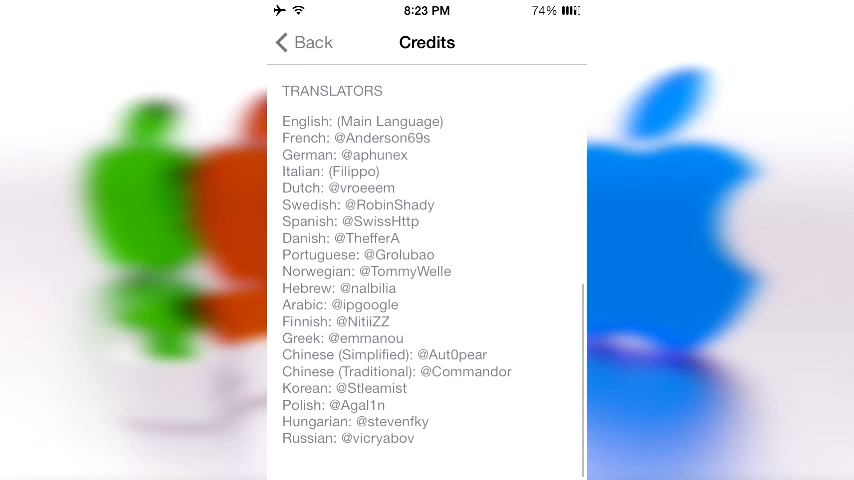 8:23 PM
74%
Back
Credits
TRANSLATORS
English: (Main Language)
French: @Anderson69s
German: @aphunex
Italian: (Filippo)
Dutch: @vroeeem
Swedish: @RobinShady
Spanish: @SwissHttp
Danish: @ThefferA
Portuguese: @Grolubao
Norwegian: @TommyWelle
Hebrew: @nalbilia
Arabic: @ipgoogle
Finnish: @NitiiZZ
Greek: @emmanou
Chinese (Simplified): @Aut0pear
Chinese (Traditional): @Commandor
Korean: @Stleamist
Polish: @Agal1n
Hungarian: @stevenfky
Russian: @vicryabov